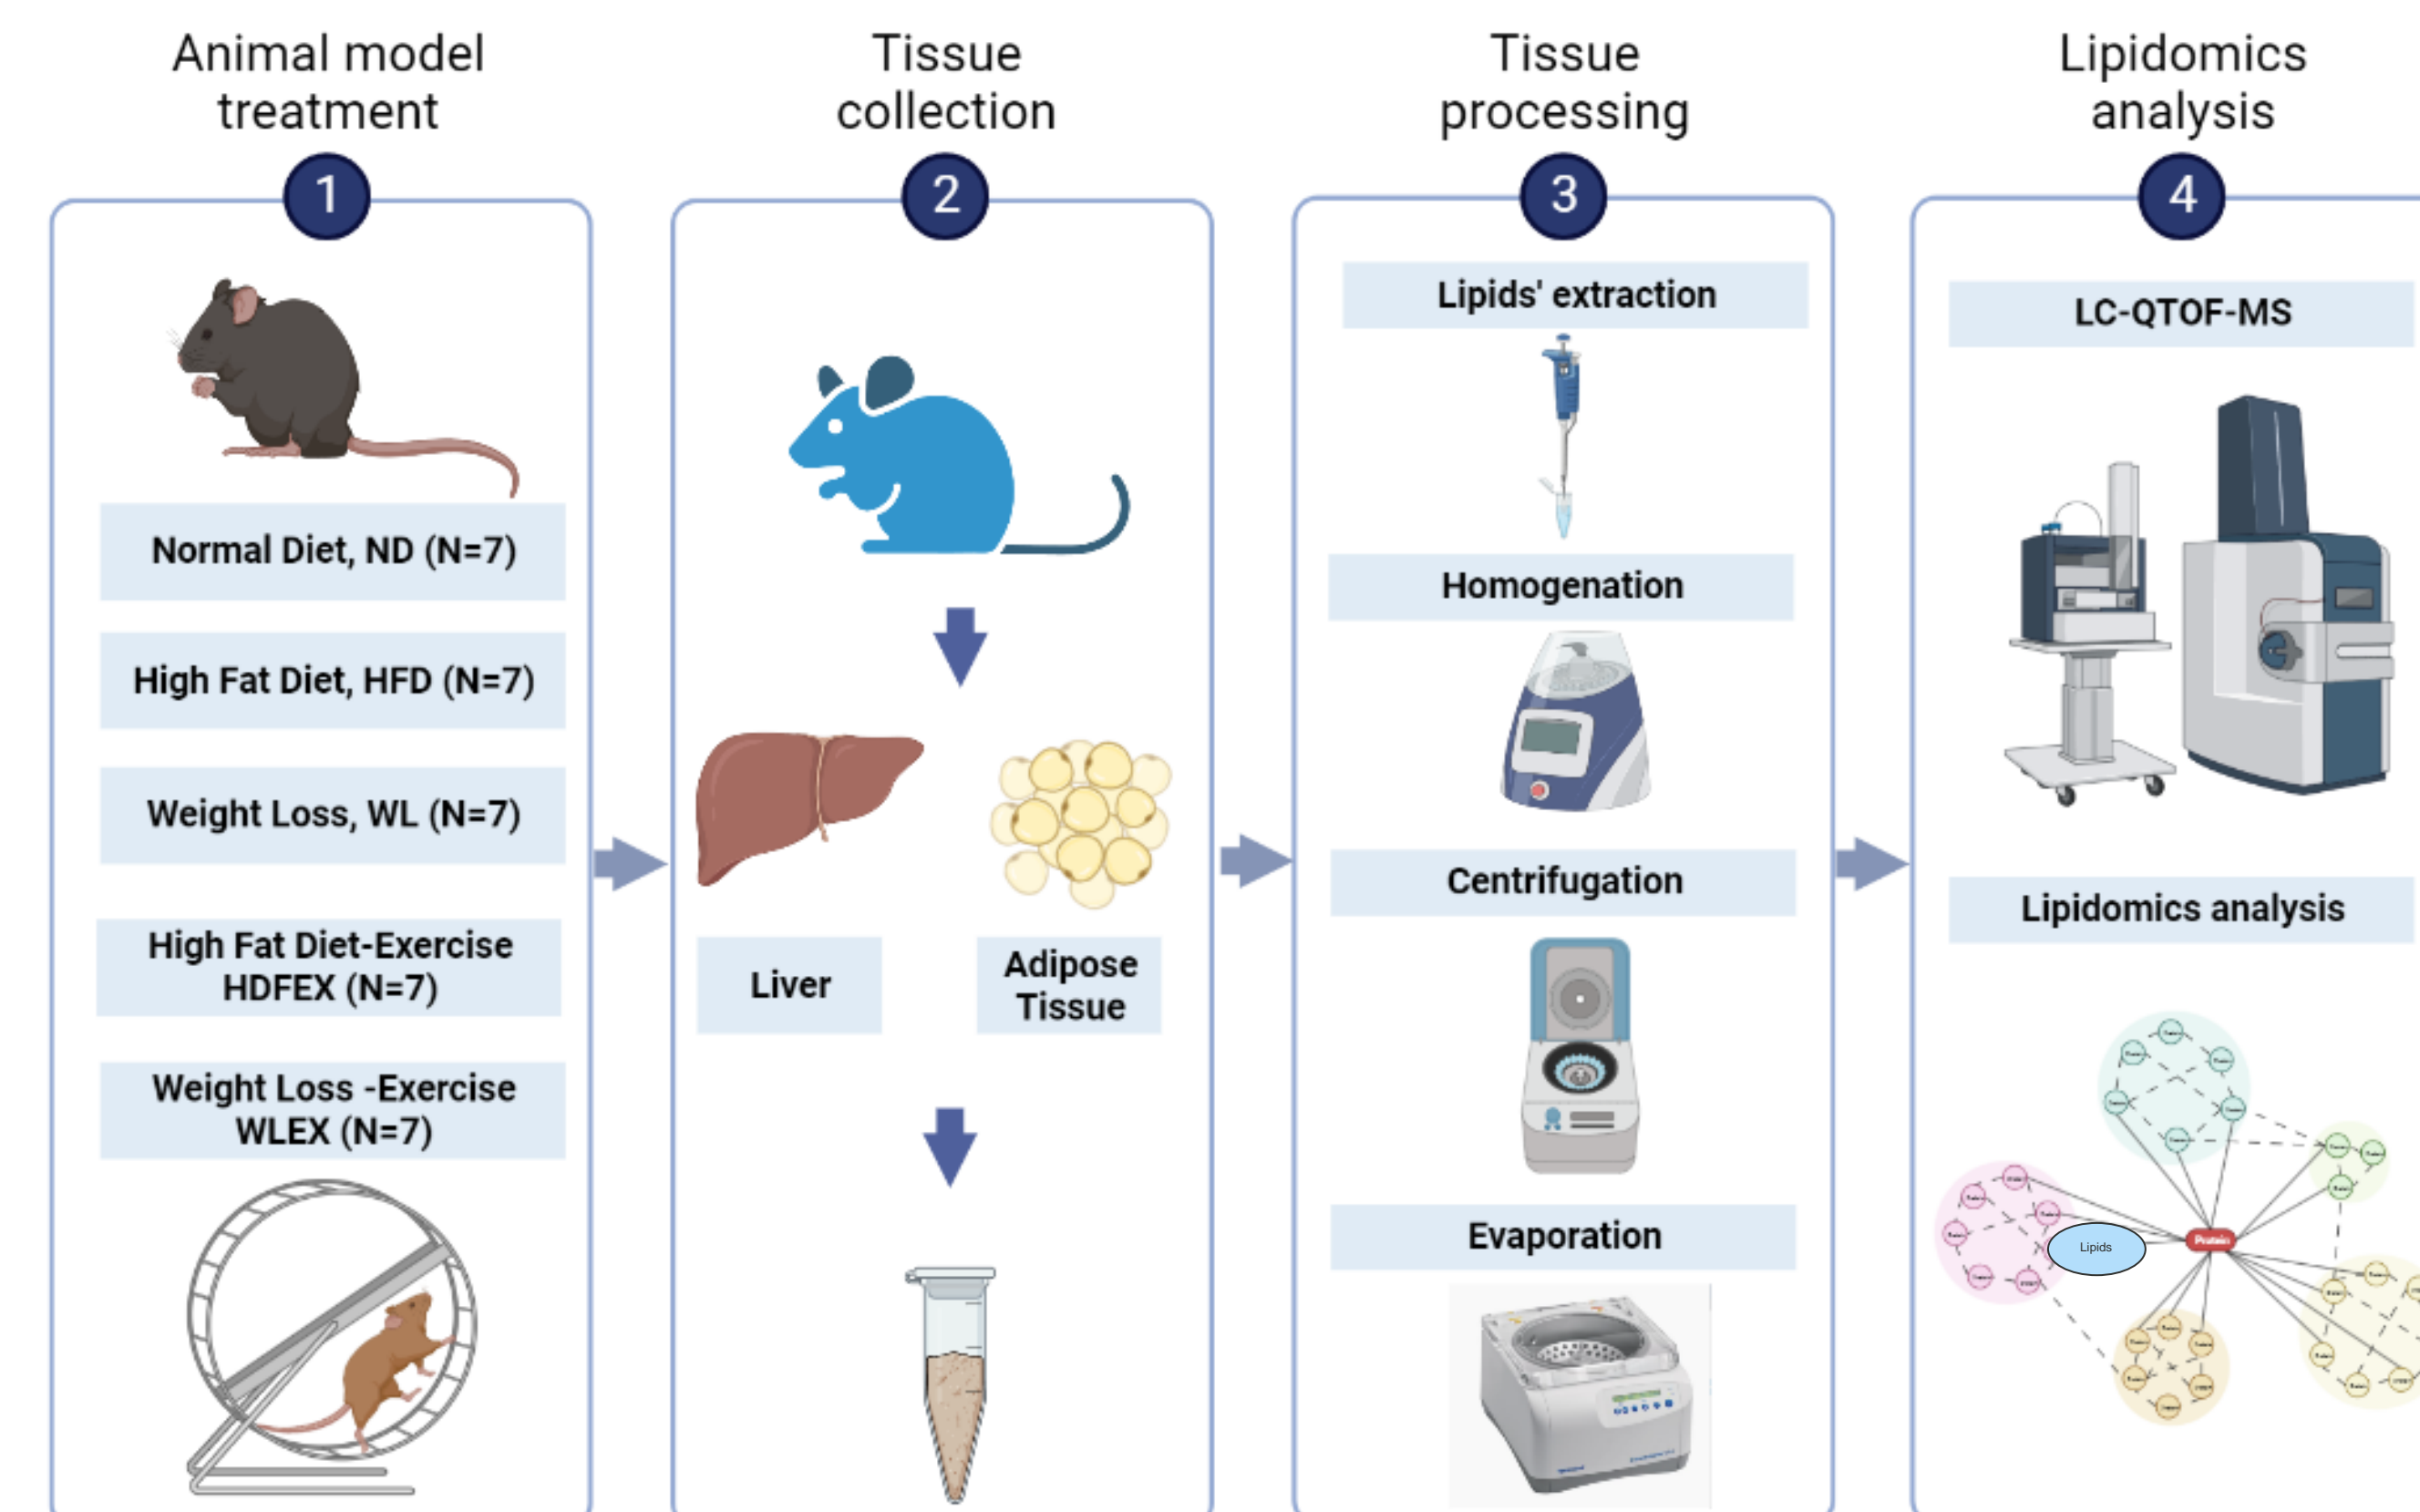 Animal model
treatment
1
Normal Diet, ND (N=7)
High Fat Diet, HFD (N=7)
Weight Loss, WL (N=7)
High Fat Diet-Exercise
HDFEX (N=7)
Weight Loss -Exercise
WLEX (N=7)
Tissue
collection
2
Liver
Adipose
Tissue
Tissue
processing
3
Lipids' extraction
Homogenation
Centrifugation
Evaporation
Lipidomics
analysis
4
LC-QTOF-MS
Lipidomics analysis
Lipids
Protein